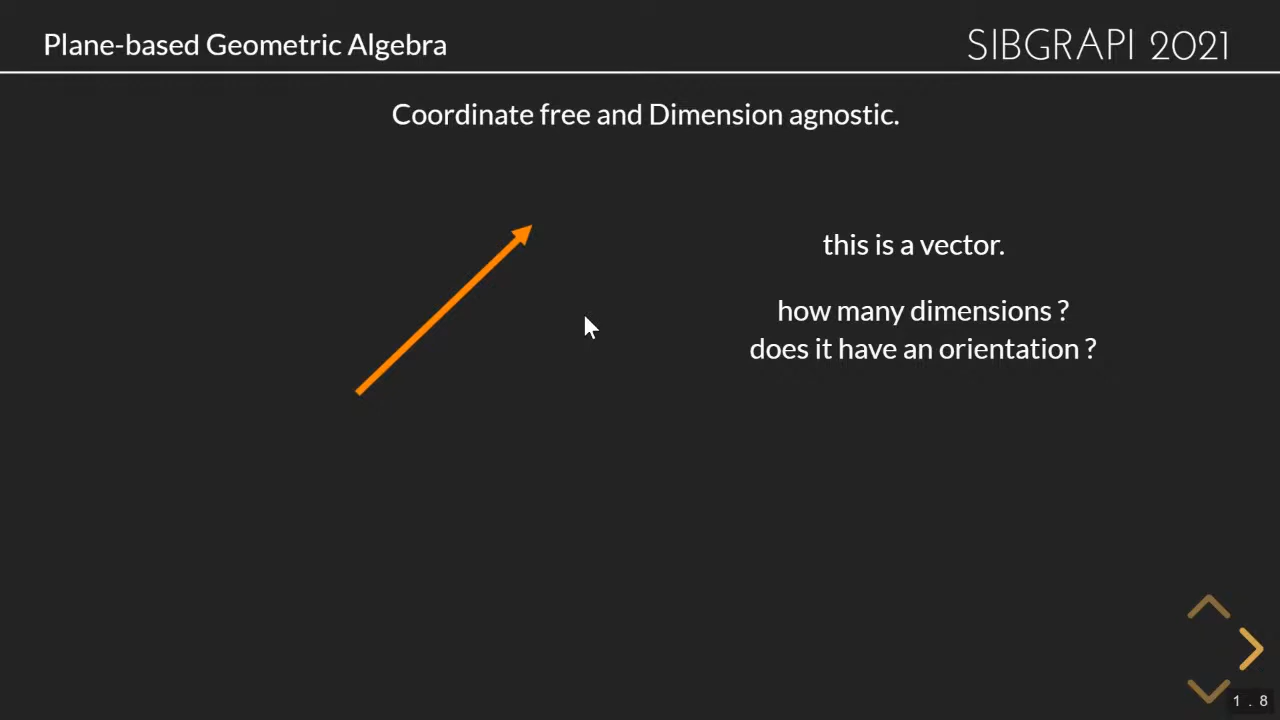 Plane-based Geometric Algebra
SIBGRAPI 2021
Coordinate free and Dimension agnostic.
this is a vector.
how many dimensions ?
does it have an orientation ?
1 . 8